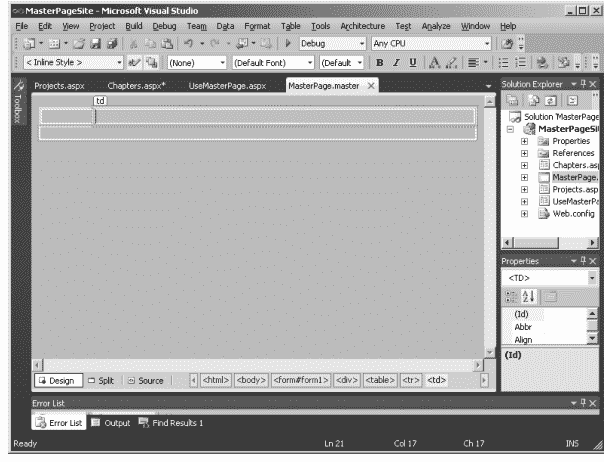 MasterPageSite - Microsoft Visual Studio
File Edit View Project Build Debug Team Data Format Table Tools Architecture Test Analyze Window Help
Debug Any CPU
< Inline Style > (None) (Default Font) (Default B I U A
Toolbox
Projects.aspx Chapters.aspx* UseMasterPage.aspx MasterPage.master
td
Solution Explorer
Solution 'MasterPage
MasterPageSi
Properties
References
Chapters.asp
MasterPage.
Projects.asp
UseMasterPa
Web.config
Properties
<TD>
(Id)
Abbr
Align
(Id)
Design Split Source <html> <body> <form#form1> <div> <table> <tr> <td>
Error List
Error List Output Find Results 1
Ready Ln 21 Col 17 Ch 17 INS